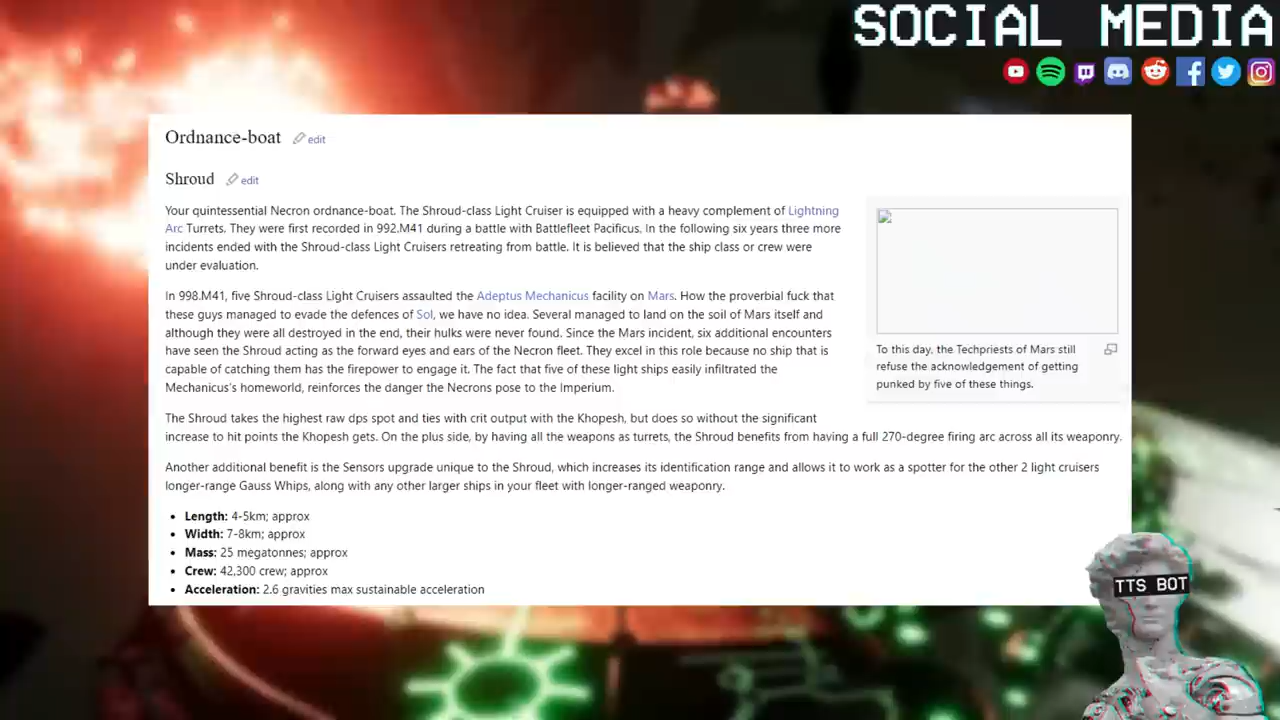 SOCIAL MEDIA
Ordnance-boat edit
Shroud edit
Your quintessential Necron ordnance-boat. The Shroud-class Light Cruiser is equipped with a heavy complement of Lightning
Arc Turrets. They were first recorded in 992.M41 during a battle with Battlefleet Pacificus. In the following six years three more
incidents ended with the Shroud-class Light Cruisers retreating from battle. It is believed that the ship class or crew were
under evaluation.
In 998.M41, five Shroud-class Light Cruisers assaulted the Adeptus Mechanicus facility on Mars. How the proverbial fuck that
these guys managed to evade the defences of Sol, we have no idea. Several managed to land on the soil of Mars itself and
although they were all destroyed in the end, their hulks were never found. Since the Mars incident, six additional encounters
have seen the Shroud acting as the forward eyes and ears of the Necron fleet. They excel in this role because no ship that is
capable of catching them has the firepower to engage it. The fact that five of these light ships easily infiltrated the
Mechanicus's homeworld, reinforces the danger the Necrons pose to the Imperium.
To this day, the Techpriests of Mars still
refuse the acknowledgement of getting
punked by five of these things.
The Shroud takes the highest raw dps spot and ties with crit output with the Khopesh, but does so without the significant
increase to hit points the Khopesh gets. On the plus side, by having all the weapons as turrets, the Shroud benefits from having a full 270-degree firing arc across all its weaponry.
Another additional benefit is the Sensors upgrade unique to the Shroud, which increases its identification range and allows it to work as a spotter for the other 2 light cruisers
longer-range Gauss Whips, along with any other larger ships in your fleet with longer-ranged weaponry.
• Length: 4-5km; approx
• Width: 7-8km; approx
• Mass: 25 megatonnes; approx
• Crew: 42,300 crew; approx
• Acceleration: 2.6 gravities max sustainable acceleration
TTS BOT